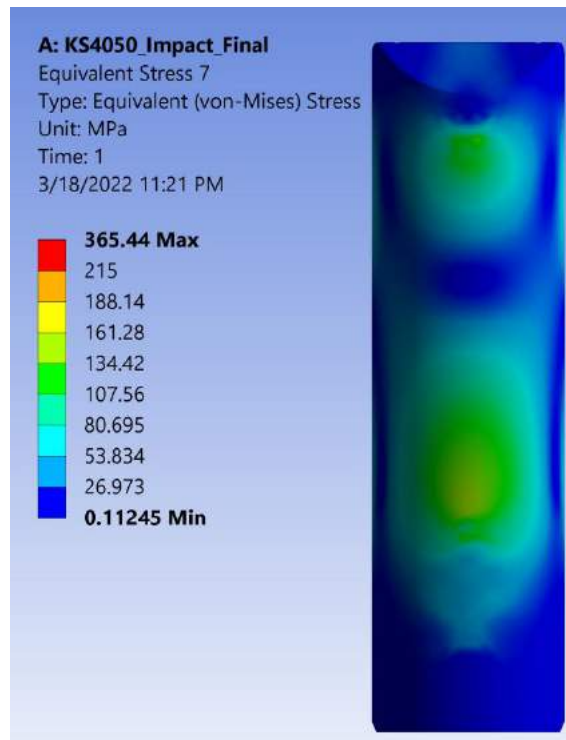 A: KS4050_Impact_Final
Equivalent Stress 7
Type: Equivalent (von-Mises) Stress
Unit: MPa
Time: 1
3/18/2022 11:21 PM
365.44 Max
215
188.14
161.28
134.42
107.56
80.695
53.834
26.973
0.11245 Min